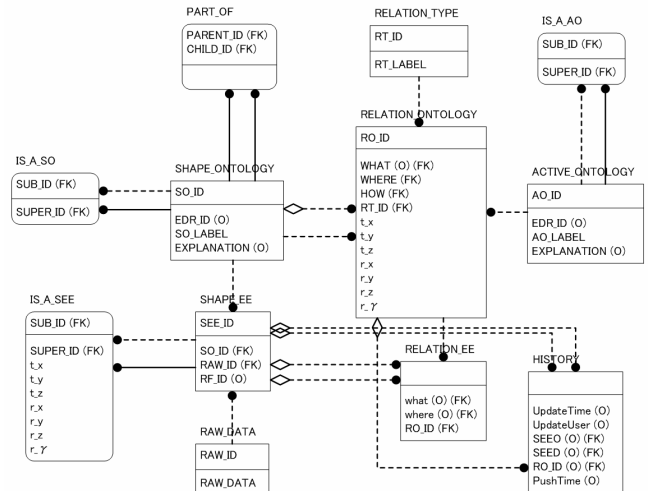 PART_OF
PARENT_ID (FK)
CHILD_ID (FK)
RELATION_TYPE
RT_ID
RT_LABEL
IS_A_AO
SUB_ID (FK)
SUPER_ID (FK)
IS_A_SO
SUB_ID (FK)
SUPER_ID (FK)
SHAPE_ONTOLOGY
SO_ID
EDR_ID (O)
SO_LABEL
EXPLANATION (O)
RELATION_ONTOLOGY
RO_ID
WHAT (O) (FK)
WHERE (FK)
HOW (FK)
RT_ID (FK)
t_x
t_y
t_z
r_x
r_y
r_z
r_γ
ACTIVE_ONTOLOGY
AO_ID
EDR_ID (O)
AO_LABEL
EXPLANATION (O)
IS_A_SEE
SUB_ID (FK)
SUPER_ID (FK)
t_x
t_y
t_z
r_x
r_y
r_z
r_γ
SHAPE_EE
SEE_ID
SO_ID (FK)
RAW_ID (FK)
RF_ID (O)
RELATION_EE
what (O) (FK)
where (O) (FK)
RO_ID (FK)
HISTORY
UpdateTime (O)
UpdateUser (O)
SEEO (O) (FK)
SEED (O) (FK)
RO_ID (O) (FK)
PushTime (O)
RAW_DATA
RAW_ID
RAW_DATA